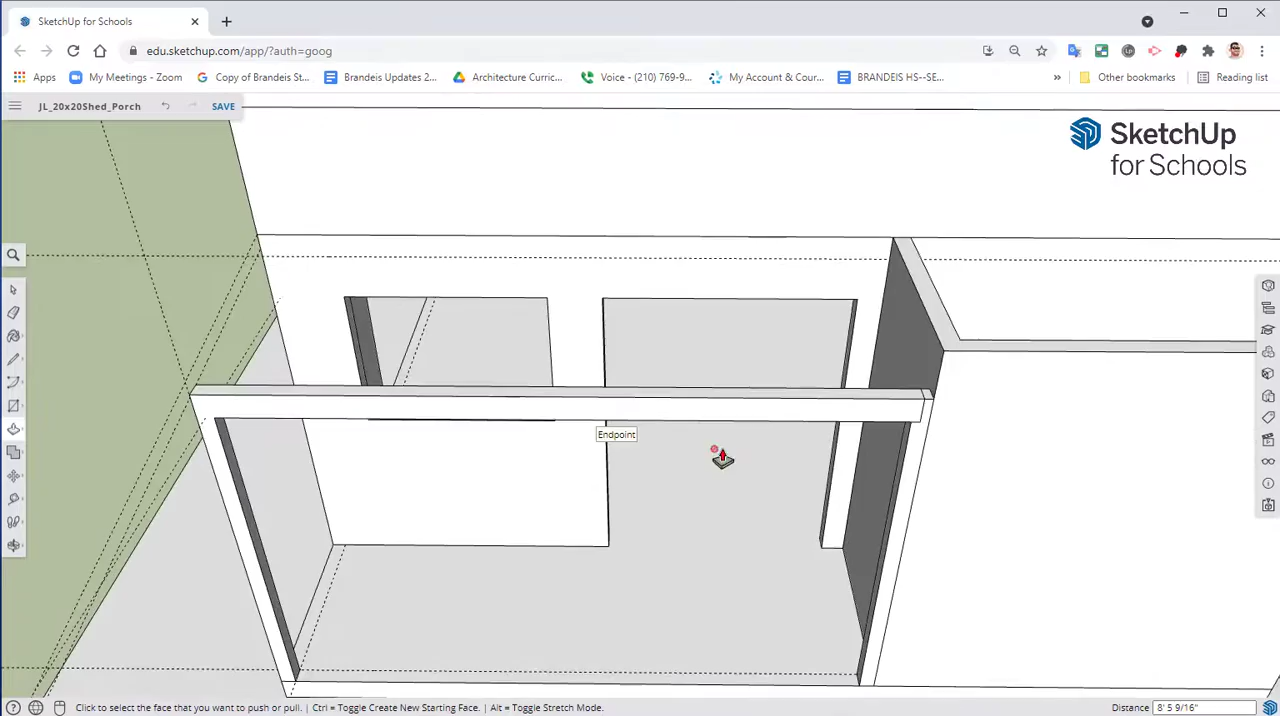 SketchUp for Schools
edu.sketchup.com/app/?auth=goog
Apps My Meetings - Zoom Copy of Brandeis St... Brandeis Updates 2... Architecture Curric... Voice - (210) 769-9... My Account & Cour... BRANDEIS HS--SE... » Other bookmarks Reading list
JL_20x20Shed_Porch SAVE
SketchUp
for Schools
Endpoint
Click to select the face that you want to push or pull. | Ctrl = Toggle Create New Starting Face. | Alt = Toggle Stretch Mode. Distance 8' 5 9/16"